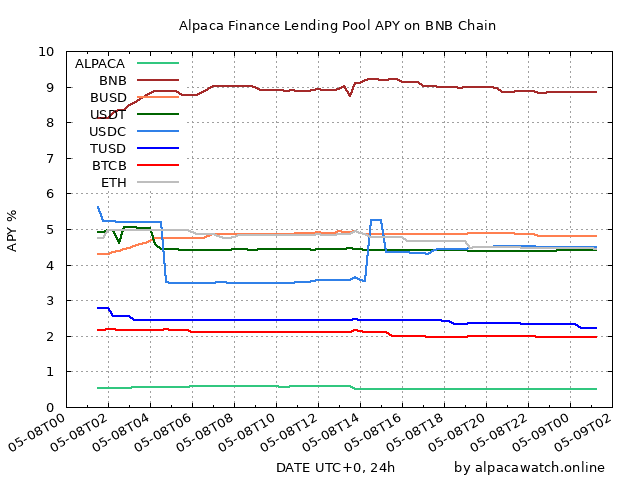 Alpaca Finance Lending Pool APY on BNB Chain
10
9
8
7
6
5
4
3
2
1
0
APY %
ALPACA
BNB
BUSD
USDT
USDC
TUSD
BTCB
ETH
05-08T00
05-08T02
05-08T04
05-08T06
05-08T08
05-08T10
05-08T12
05-08T14
05-08T16
05-08T18
05-08T20
05-08T22
05-09T00
05-09T02
DATE UTC+0, 24h
by alpacawatch.online